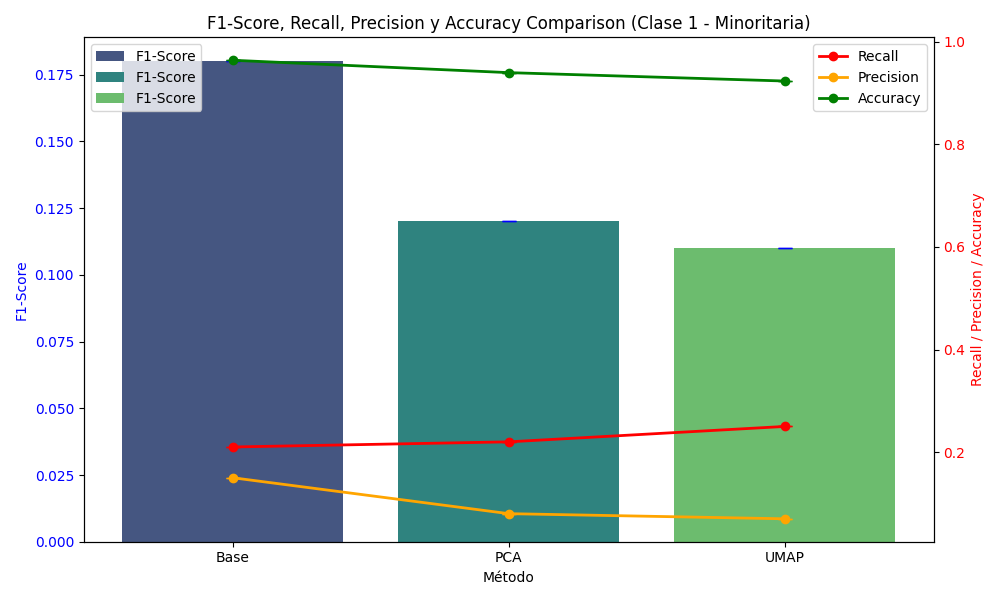 F1-Score, Recall, Precision y Accuracy Comparison (Clase 1 - Minoritaria)
F1-Score
F1-Score
F1-Score
Recall
Precision
Accuracy
0.175
0.150
0.125
0.100
0.075
0.050
0.025
0.000
F1-Score
1.0
0.8
0.6
0.4
0.2
Recall / Precision / Accuracy
Base PCA UMAP
Método